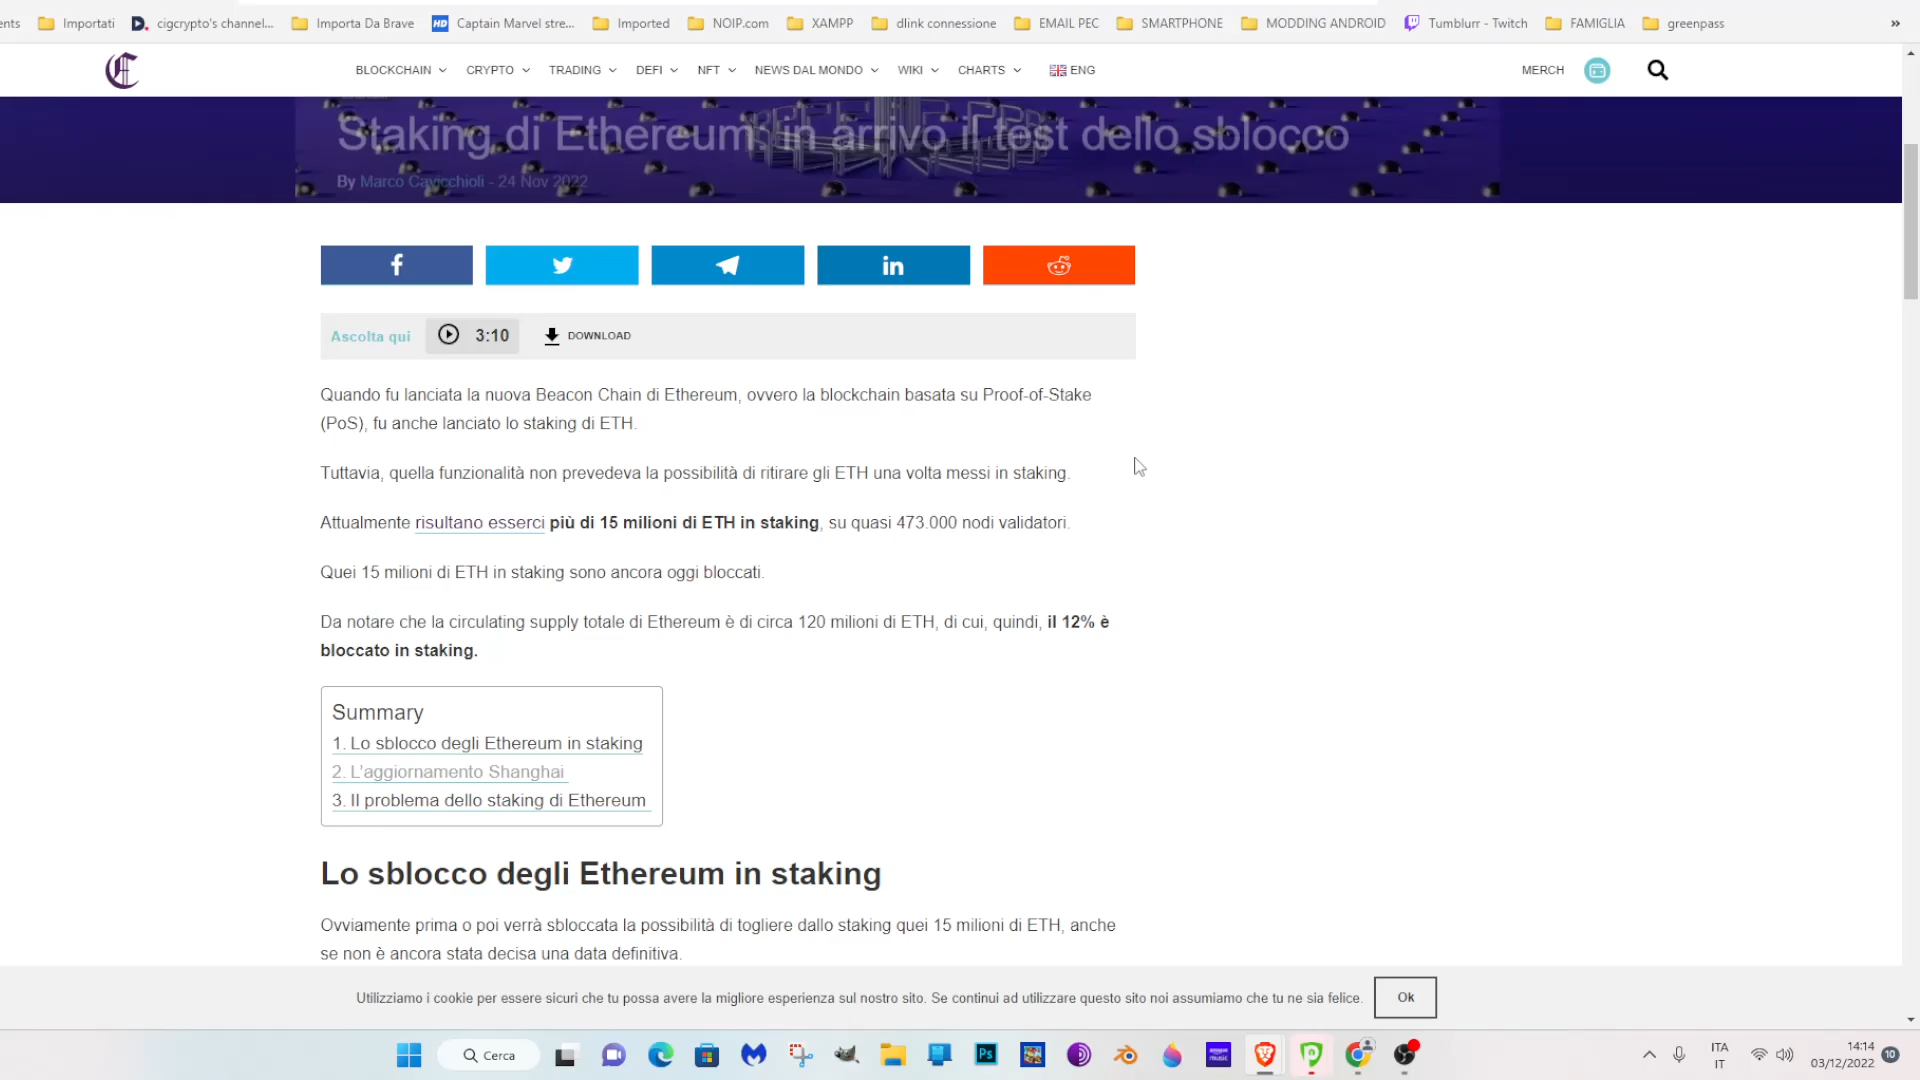 ents Importati cigcrypto's channel... Importa Da Brave Captain Marvel stre... Imported NOIP.com XAMPP dlink connessione EMAIL PEC SMARTPHONE MODDING ANDROID Tumblurr - Twitch FAMIGLIA greenpass »
BLOCKCHAIN CRYPTO TRADING DEFI NFT NEWS DAL MONDO WIKI CHARTS ENG MERCH
Staking di Ethereum: in arrivo il test dello sblocco
By Marco Cavicchioli - 24 Nov 2022
Ascolta qui 3:10 DOWNLOAD
Quando fu lanciata la nuova Beacon Chain di Ethereum, ovvero la blockchain basata su Proof-of-Stake
(PoS), fu anche lanciato lo staking di ETH.
Tuttavia, quella funzionalità non prevedeva la possibilità di ritirare gli ETH una volta messi in staking.
Attualmente risultano esserci più di 15 milioni di ETH in staking, su quasi 473.000 nodi validatori.
Quei 15 milioni di ETH in staking sono ancora oggi bloccati.
Da notare che la circulating supply totale di Ethereum è di circa 120 milioni di ETH, di cui, quindi, il 12% è
bloccato in staking.
Summary
1. Lo sblocco degli Ethereum in staking
2. L'aggiornamento Shanghai
3. Il problema dello staking di Ethereum
Lo sblocco degli Ethereum in staking
Ovviamente prima o poi verrà sbloccata la possibilità di togliere dallo staking quei 15 milioni di ETH, anche
se non è ancora stata decisa una data definitiva.
Utilizziamo i cookie per essere sicuri che tu possa avere la migliore esperienza sul nostro sito. Se continui ad utilizzare questo sito noi assumiamo che tu ne sia felice. Ok
Cerca ITA 14:14
IT 03/12/2022 10